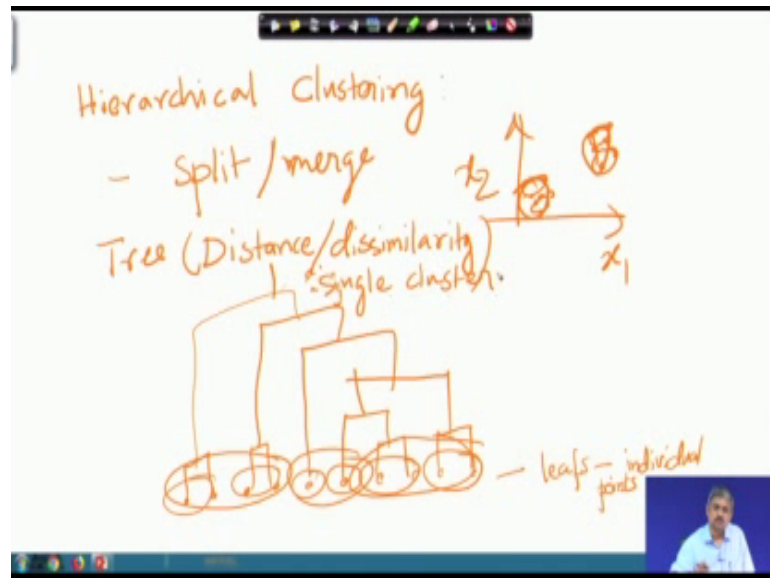 Hierarchical Clustering :
- Split/merge
x2
x1
Tree (Distance/dissimilarity)
: single cluster
- leafs - individual
points